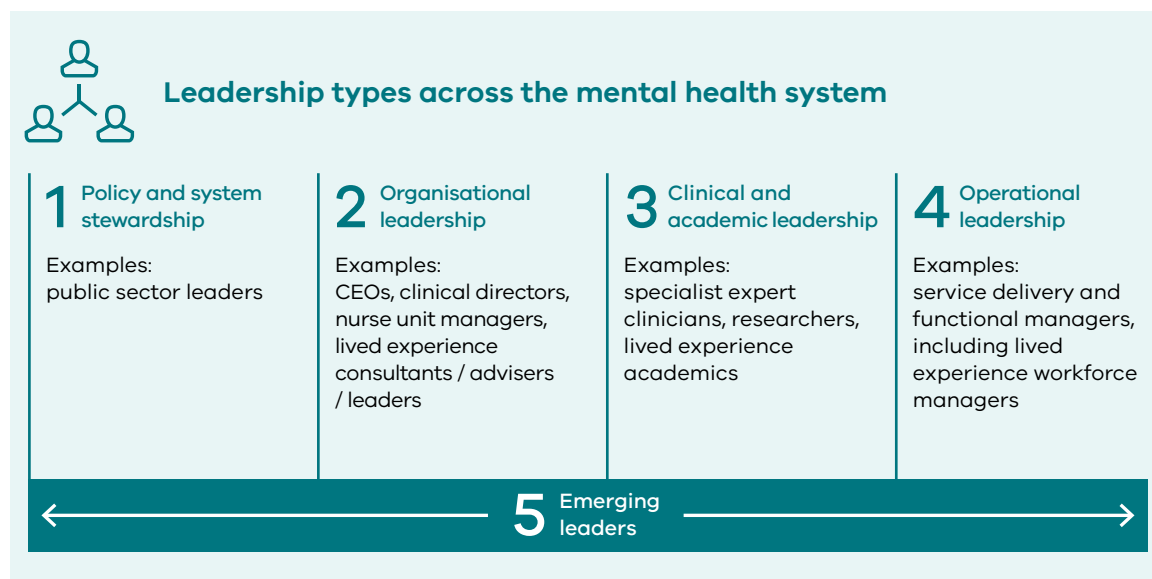 Leadership types across the mental health system
1 Policy and system
stewardship
Examples:
public sector leaders
2 Organisational
leadership
Examples:
CEOs, clinical directors,
nurse unit managers,
lived experience
consultants / advisers
/ leaders
3 Clinical and
academic leadership
Examples:
specialist expert
clinicians, researchers,
lived experience
academics
4 Operational
leadership
Examples:
service delivery and
functional managers,
including lived
experience workforce
managers
5 Emerging
leaders